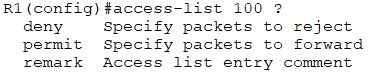 R1(config)#access-list 100 ?
deny Specify packets to reject
permit Specify packets to forward
remark Access list entry comment